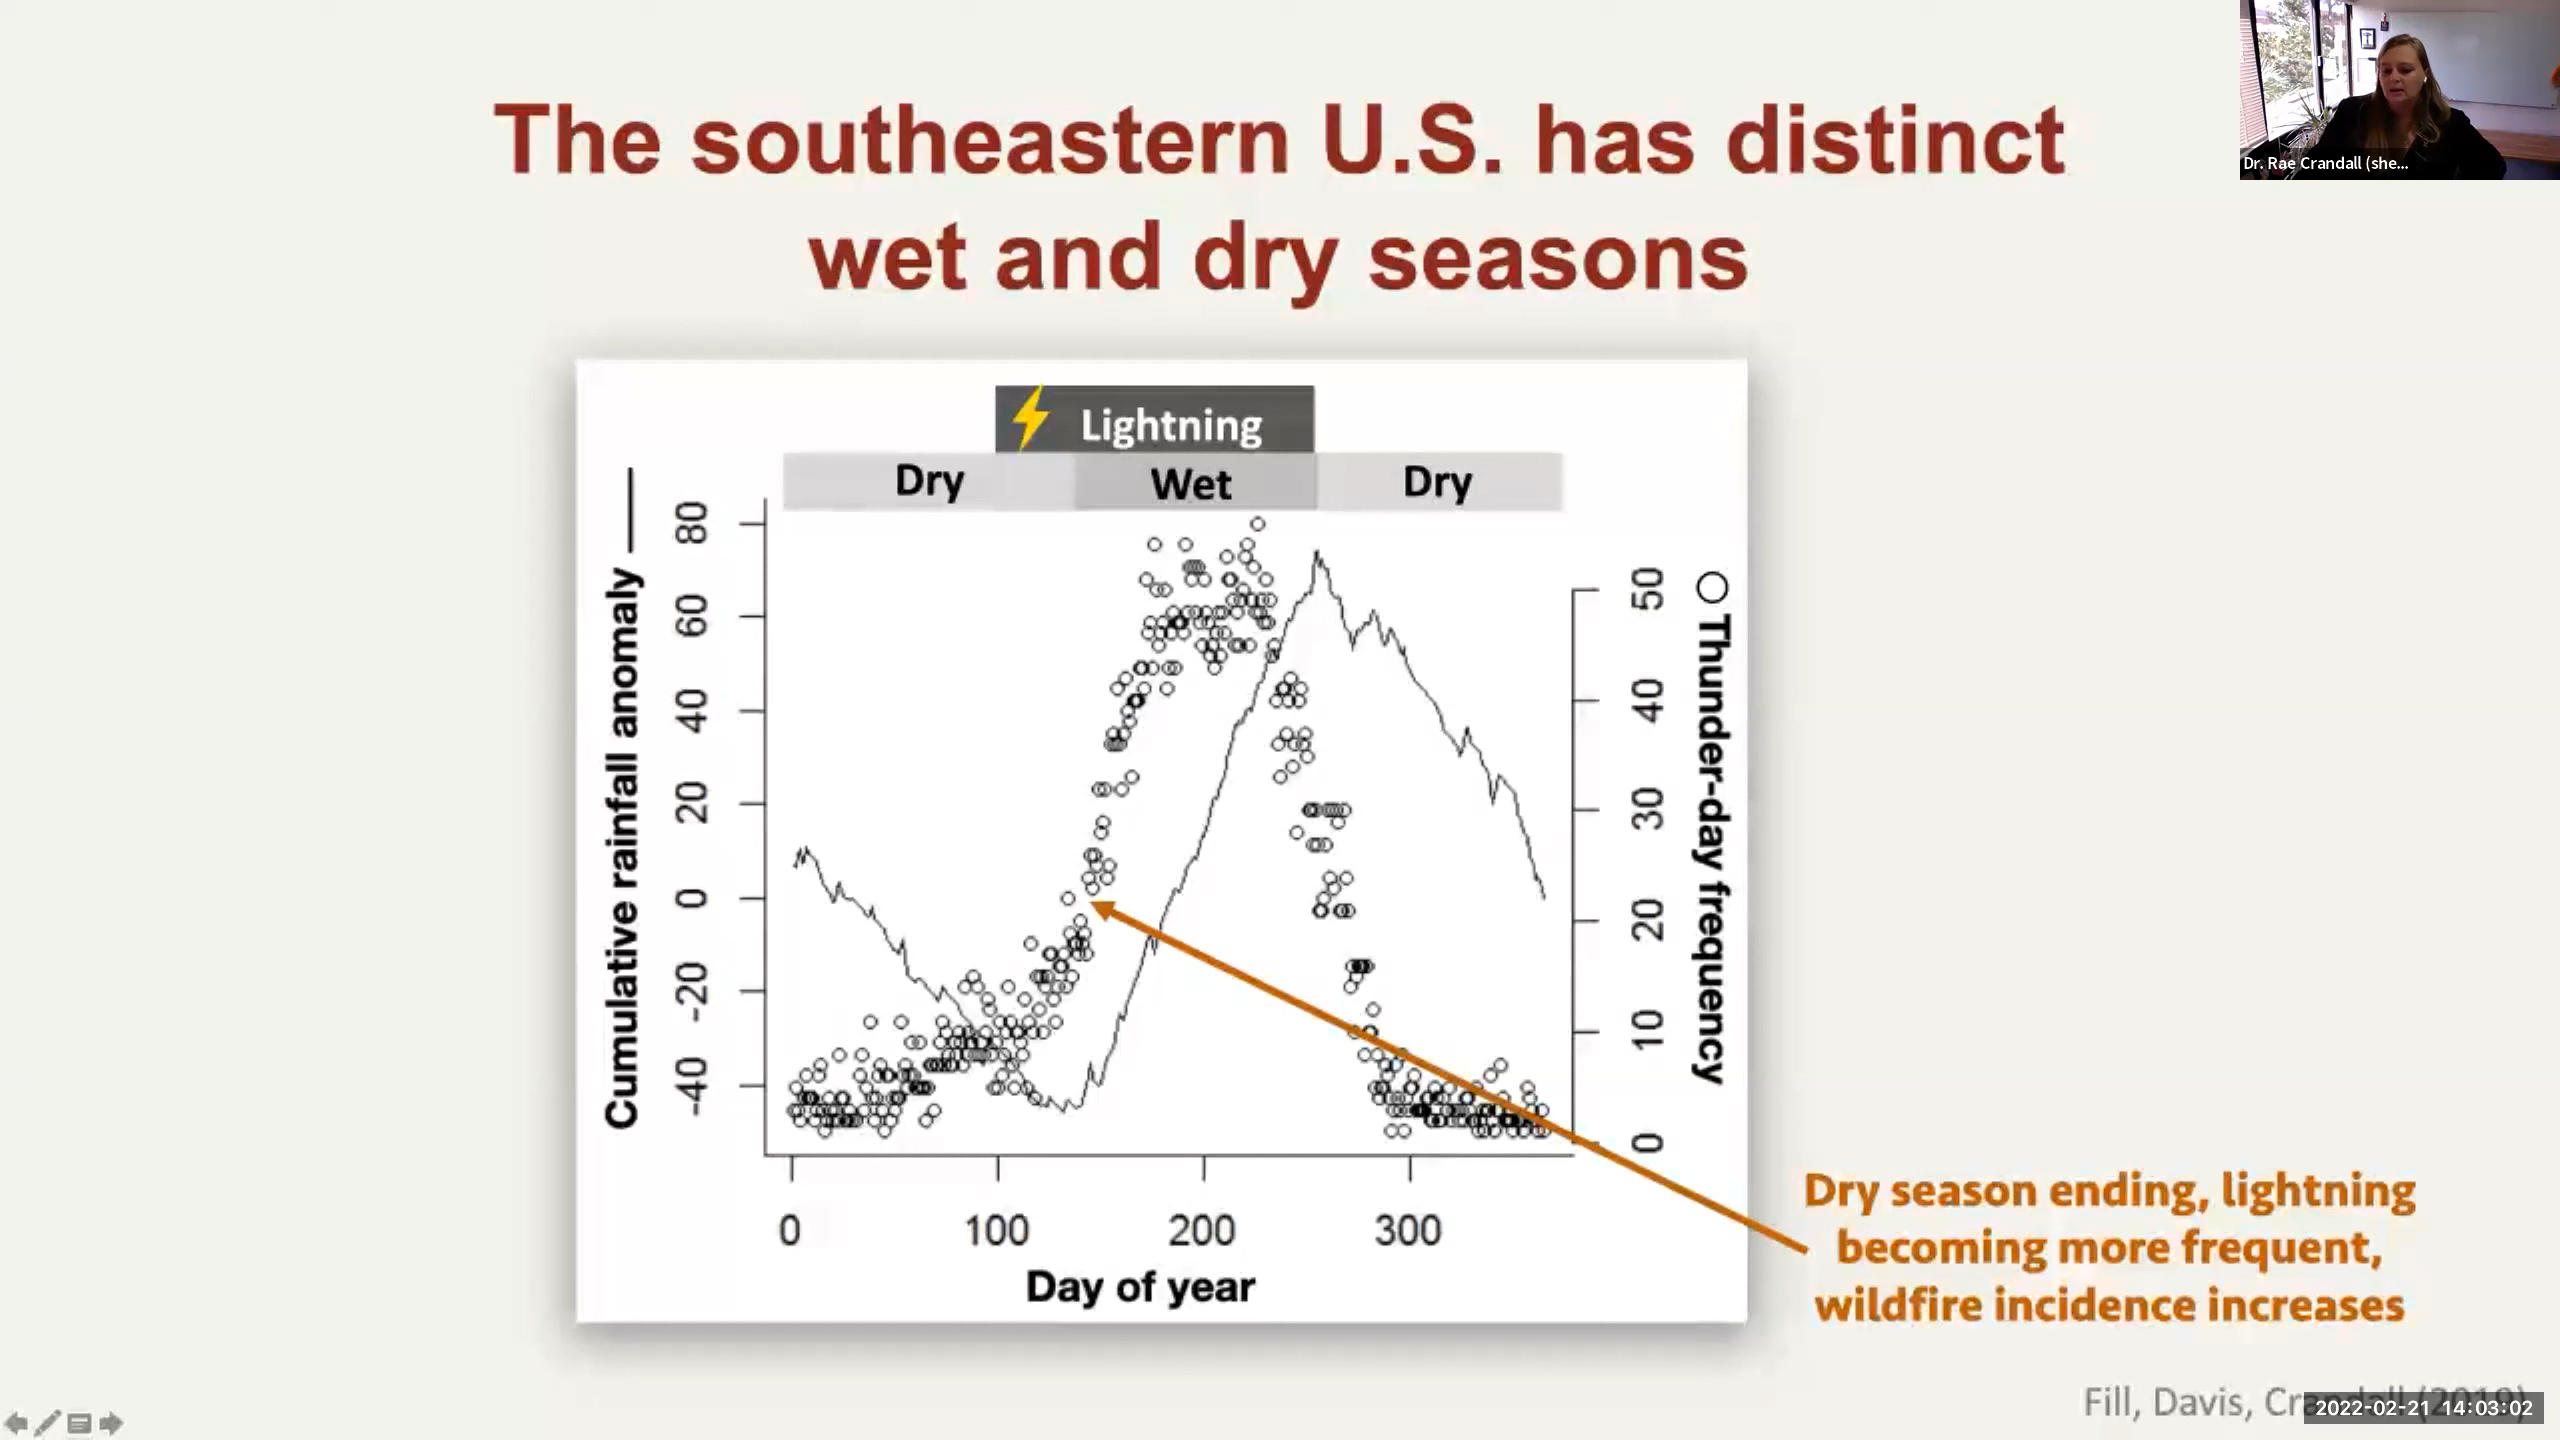 The southeastern U.S. has distinct
wet and dry seasons
Dr. Rae Crandall (she...
Lightning
Dry
Wet
Dry
Cumulative rainfall anomaly
80
60
40
20
0
-20
-40
50
40
30
20
10
0
Thunder-day frequency
0
100
200
300
Day of year
Dry season ending, lightning
becoming more frequent,
wildfire incidence increases
Fill, Davis, Crandall (2019)
2022-02-21 14:03:02